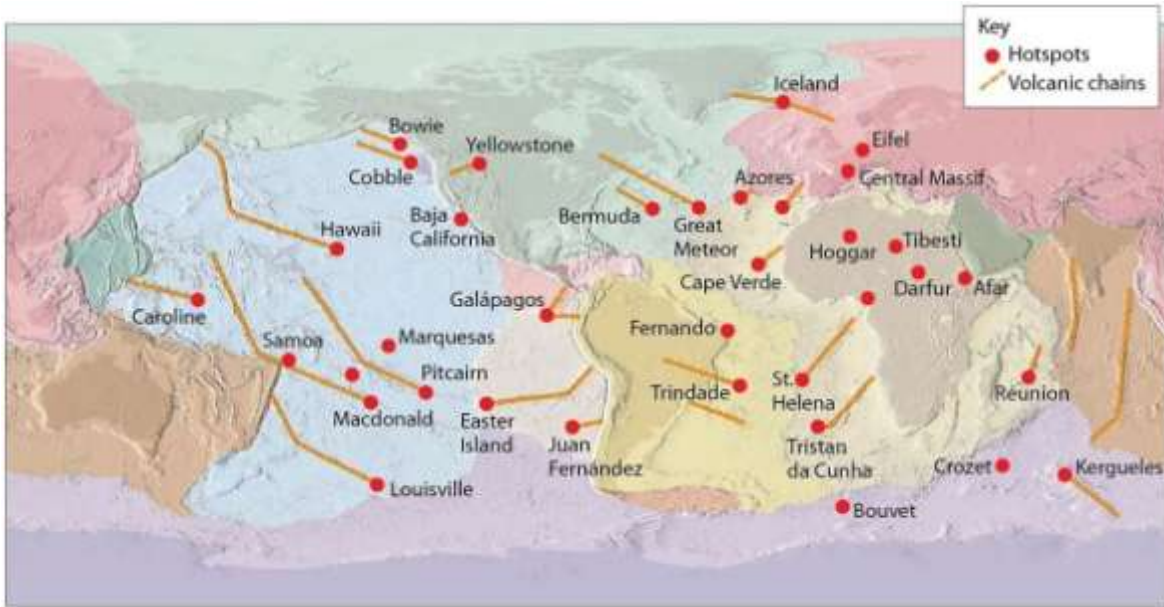 Key
Hotspots
Volcanic chains
Iceland
Bowie
Yellowstone
Eifel
Cobble
Azores
Central Massif
Baja
California
Bermuda
Great
Meteor
Hawaii
Hoggar
Tibesti
Cape Verde
Darfur
Afar
Galápagos
Caroline
Marquesas
Fernando
Samoa
Pitcairn
Trindade
St.
Helena
Réunion
Macdonald
Easter
Island
Juan
Fernández
Tristan
da Cunha
Crozet
Kergueles
Louisville
Bouvet